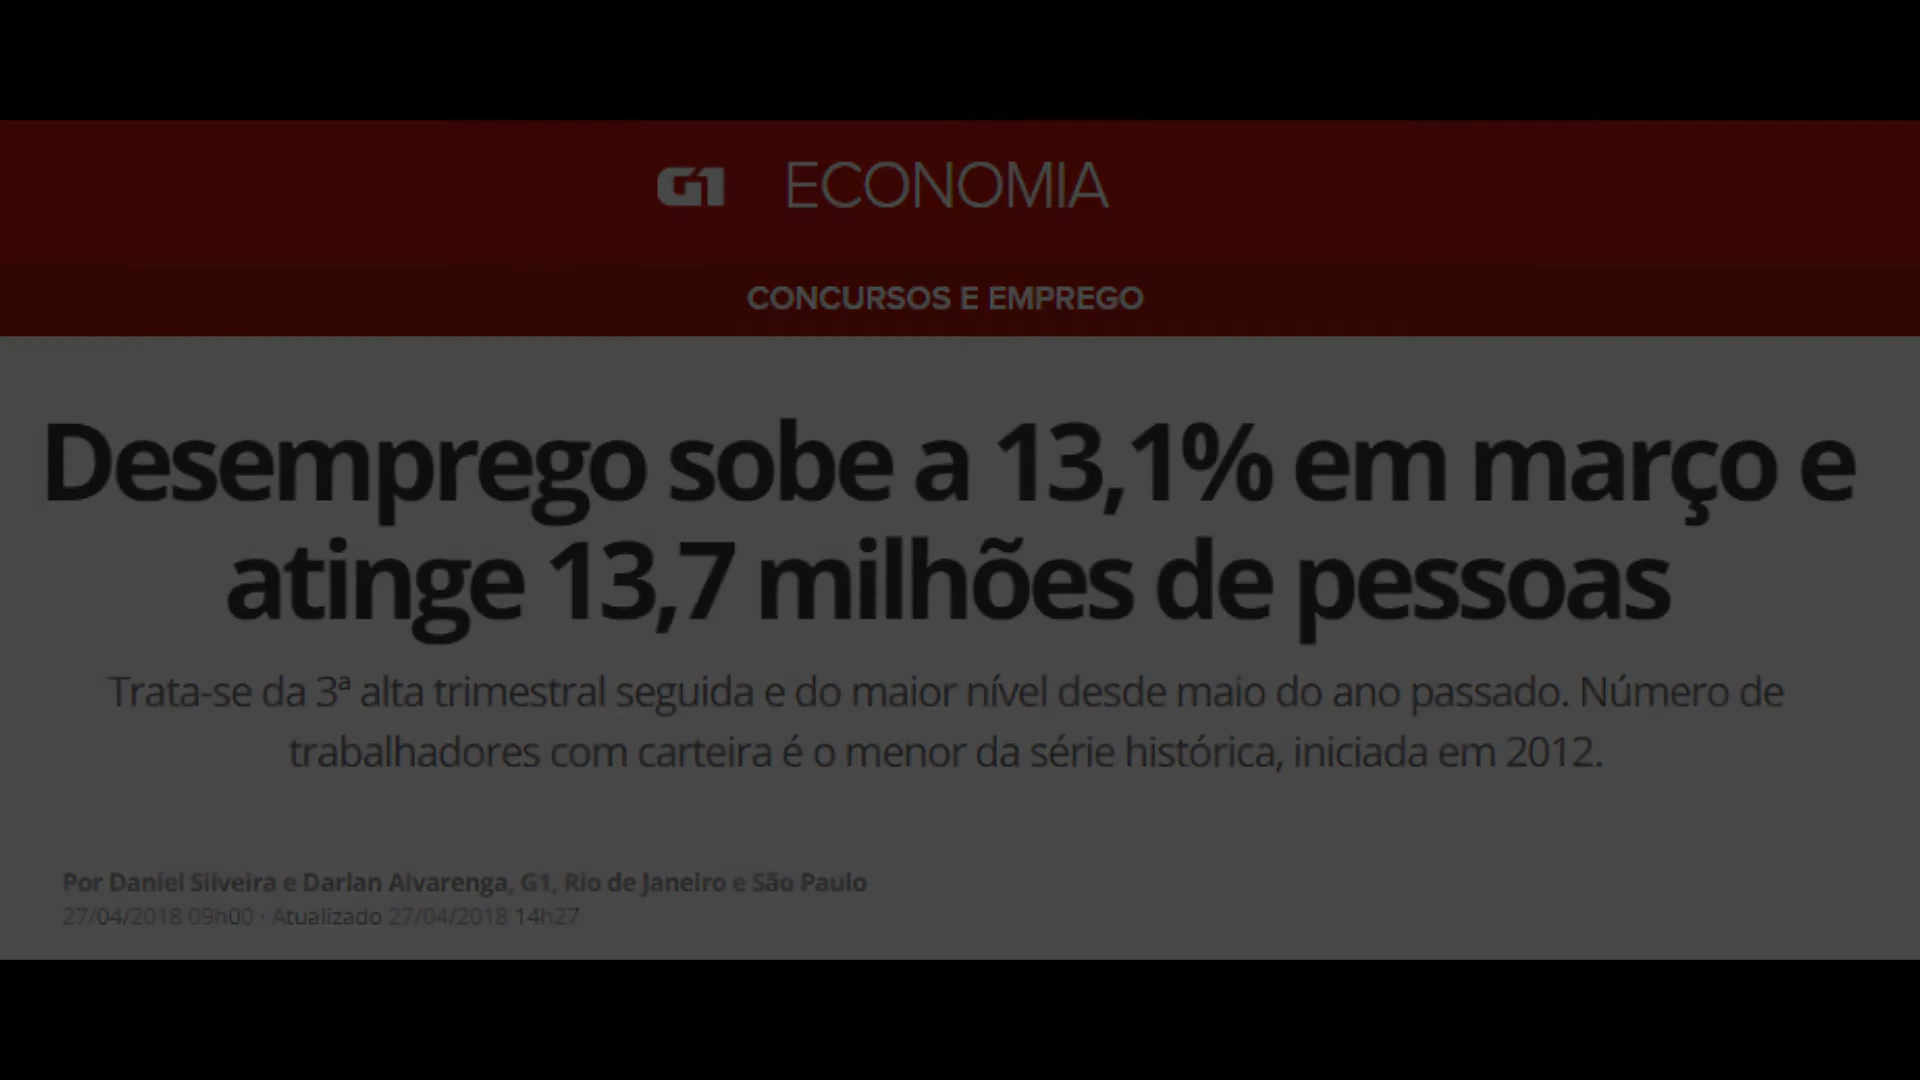 G1 ECONOMIA
CONCURSOS E EMPREGO
Desemprego sobe a 13,1% em março e
atinge 13,7 milhões de pessoas
Trata-se da 3ª alta trimestral seguida e do maior nível desde maio do ano passado. Número de
trabalhadores com carteira é o menor da série histórica, iniciada em 2012.
Por Daniel Silveira e Darlan Alvarenga, G1, Rio de Janeiro e São Paulo
27/04/2018 09h00 · Atualizado 27/04/2018 14h27